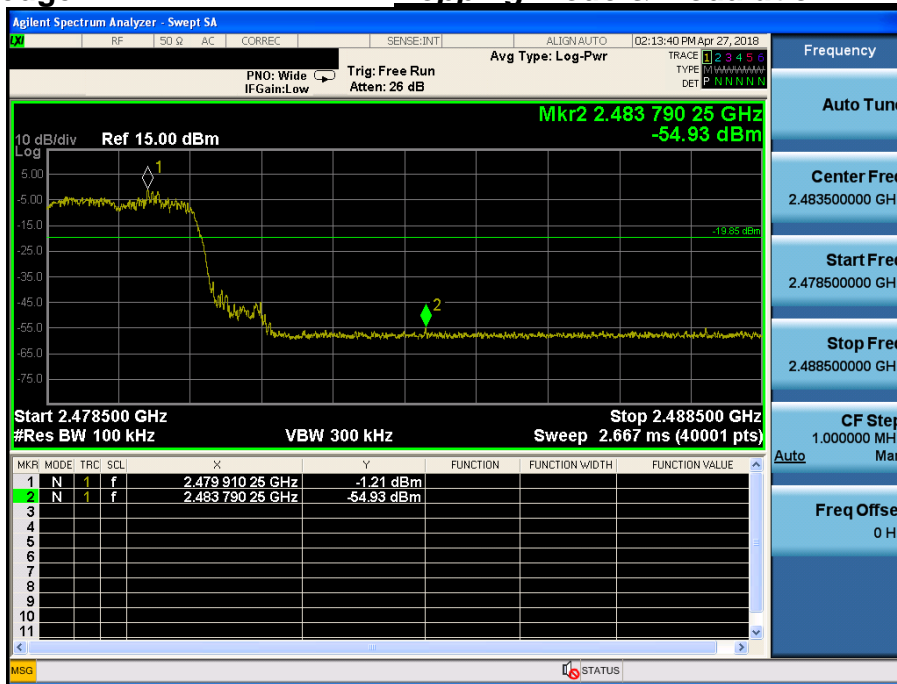 Agilent Spectrum Analyzer - Swept SA
LXI RF 50 Ω AC CORREC SENSE:INT ALIGN AUTO 02:13:40 PM Apr 27, 2018
PNO: Wide
IFGain:Low
Trig: Free Run
Atten: 26 dB
Avg Type: Log-Pwr
TRACE 1 2 3 4 5 6
TYPE M WWWWW
DET P N N N N N
Mkr2 2.483 790 25 GHz
-54.93 dBm
10 dB/div Ref 15.00 dBm
Log
1
5.00
-5.00
-15.0
-19.85 dBm
-25.0
-35.0
-45.0
2
-55.0
-65.0
-75.0
Start 2.478500 GHz Stop 2.488500 GHz
#Res BW 100 kHz VBW 300 kHz Sweep 2.667 ms (40001 pts)
MKR MODE TRC SCL X Y FUNCTION FUNCTION WIDTH FUNCTION VALUE
1 N 1 f 2.479 910 25 GHz -1.21 dBm
2 N 1 f 2.483 790 25 GHz -54.93 dBm
3
4
5
6
7
8
9
10
11
MSG STATUS
Frequency
Auto Tun
Center Fre
2.483500000 GH
Start Fre
2.478500000 GH
Stop Fre
2.488500000 GH
CF Step
1.000000 MH
Auto Ma
Freq Offse
0 H